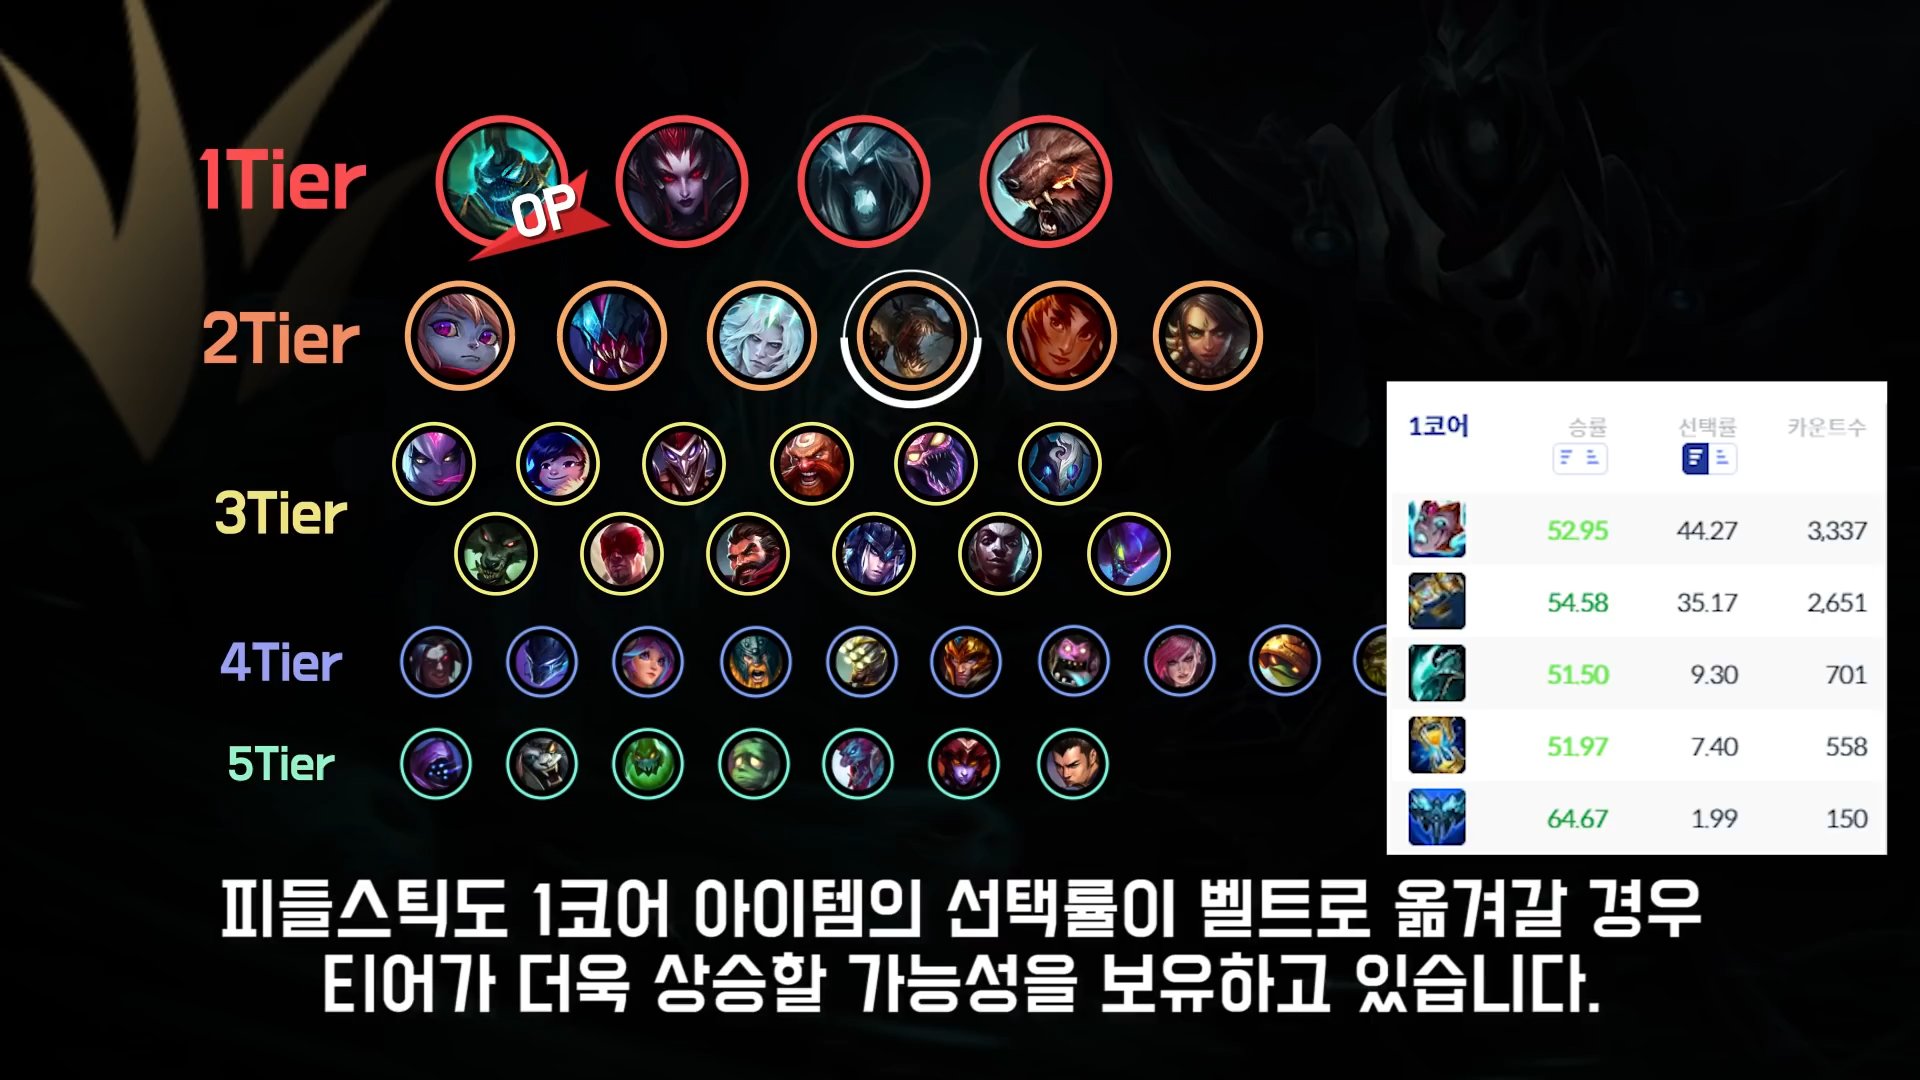 1Tier
OP
2Tier
3Tier
4Tier
5Tier
1코어 승률 선택률 카운트수
52.95 44.27 3,337
54.58 35.17 2,651
51.50 9.30 701
51.97 7.40 558
64.67 1.99 150
피들스틱도 1코어 아이템의 선택률이 벨트로 옮겨갈 경우
티어가 더욱 상승할 가능성을 보유하고 있습니다.